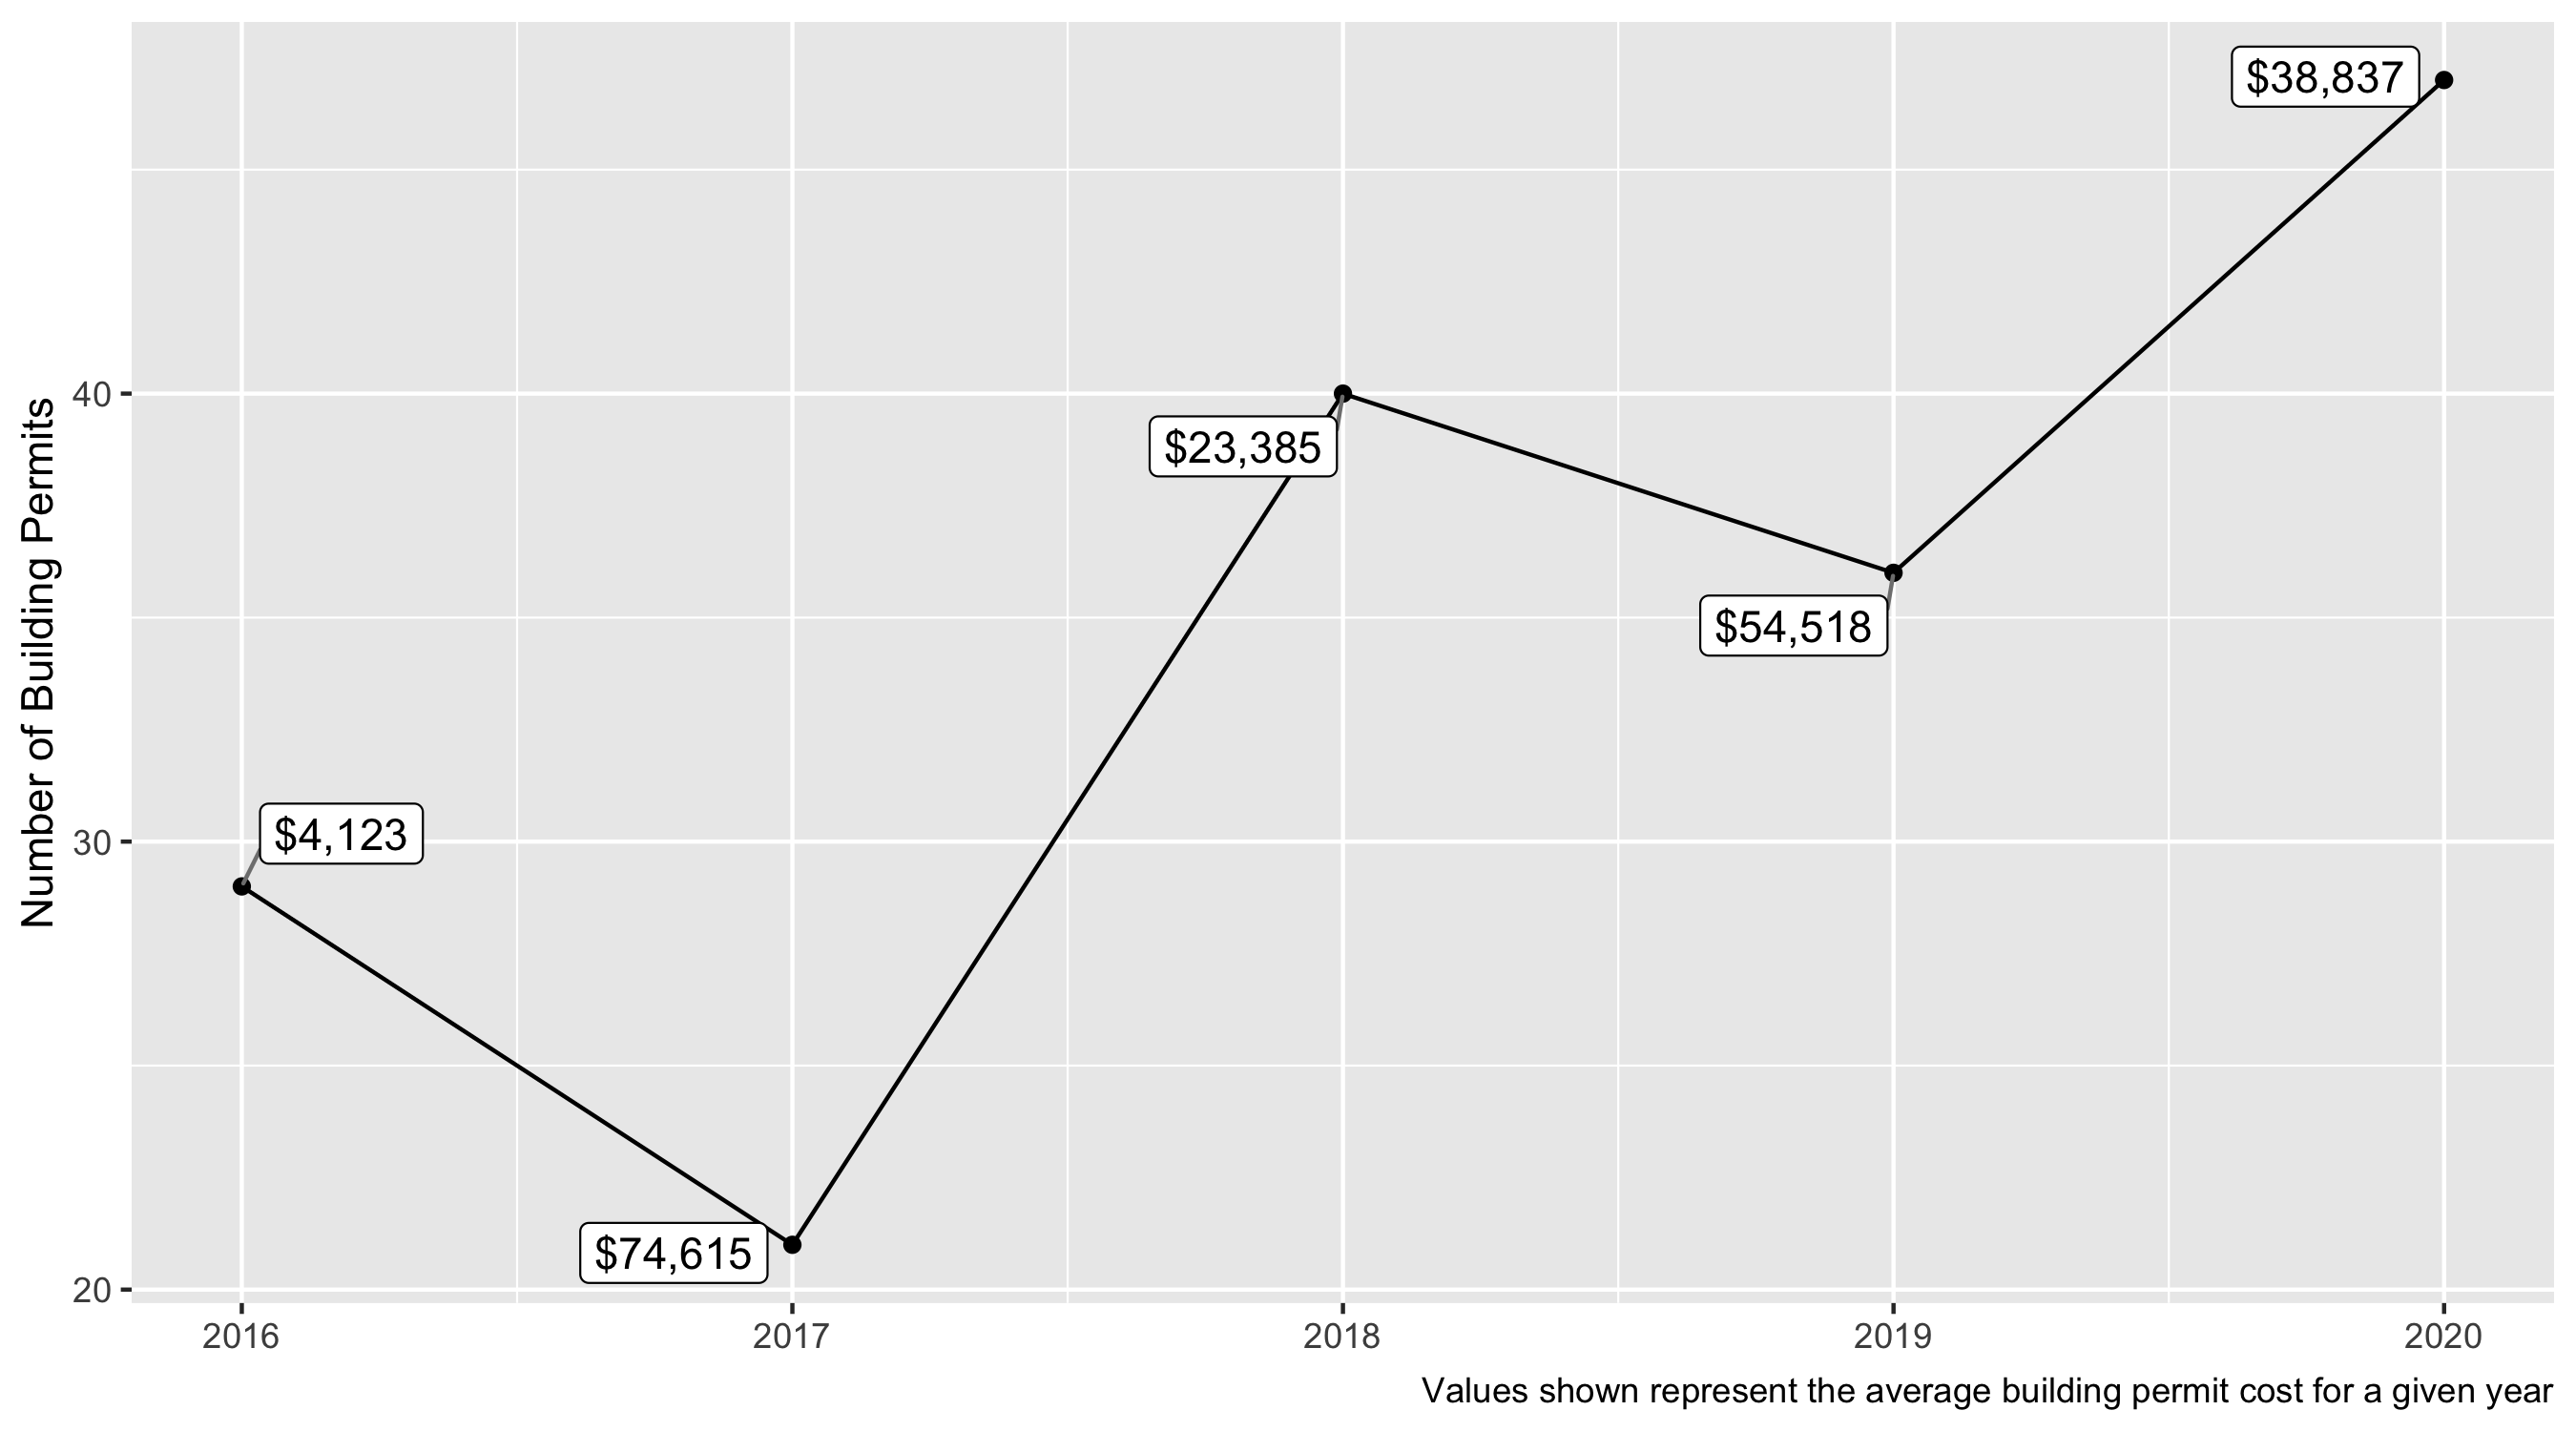 $38,837
40
$23,385
$54,518
Number of Building Permits
30
$4,123
$74,615
20
2016 2017 2018 2019 2020
Values shown represent the average building permit cost for a given year